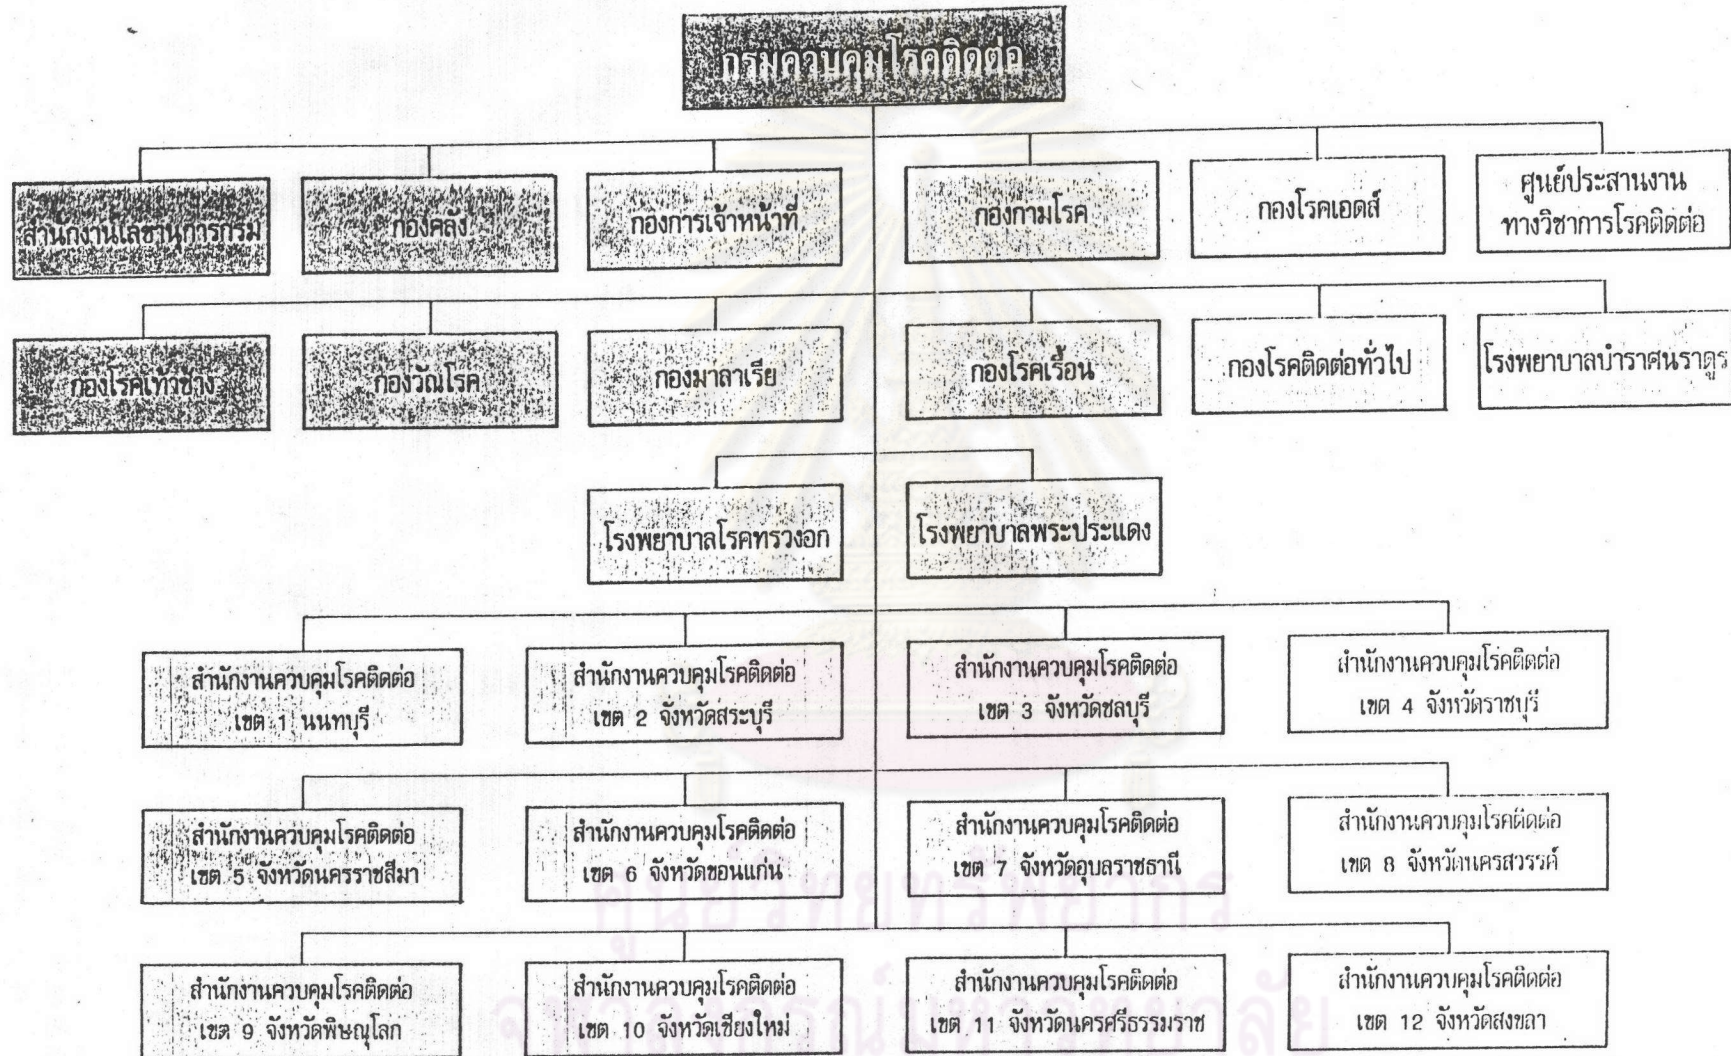 กรมควบคุมโรคติดต่อ
สำนักงานเลขานุการกรม
กองคลัง
กองการเจ้าหน้าที่
กองกามโรค
กองโรคเอดส์
ศูนย์ประสานงาน
ทางวิชาการโรคติดต่อ
กองโรคเท้าช้าง
กองวัณโรค
กองมาลาเรีย
กองโรคเรื้อน
กองโรคติดต่อทั่วไป
โรงพยาบาลบำราศนราดูร
โรงพยาบาลโรคทรวงอก
โรงพยาบาลพระประแดง
สำนักงานควบคุมโรคติดต่อ
เขต 1 นนทบุรี
สำนักงานควบคุมโรคติดต่อ
เขต 2 จังหวัดสระบุรี
สำนักงานควบคุมโรคติดต่อ
เขต 3 จังหวัดชลบุรี
สำนักงานควบคุมโรคติดต่อ
เขต 4 จังหวัดราชบุรี
สำนักงานควบคุมโรคติดต่อ
เขต 5 จังหวัดนครราชสีมา
สำนักงานควบคุมโรคติดต่อ
เขต 6 จังหวัดขอนแก่น
สำนักงานควบคุมโรคติดต่อ
เขต 7 จังหวัดอุบลราชธานี
สำนักงานควบคุมโรคติดต่อ
เขต 8 จังหวัดนครสวรรค์
ศูนย์วิทยทรัพยากร
สำนักงานควบคุมโรคติดต่อ
เขต 9 จังหวัดพิษณุโลก
สำนักงานควบคุมโรคติดต่อ
เขต 10 จังหวัดเชียงใหม่
สำนักงานควบคุมโรคติดต่อ
เขต 11 จังหวัดนครศรีธรรมราช
สำนักงานควบคุมโรคติดต่อ
เขต 12 จังหวัดสงขลา
จุฬาลงกรณ์มหาวิทยาลัย